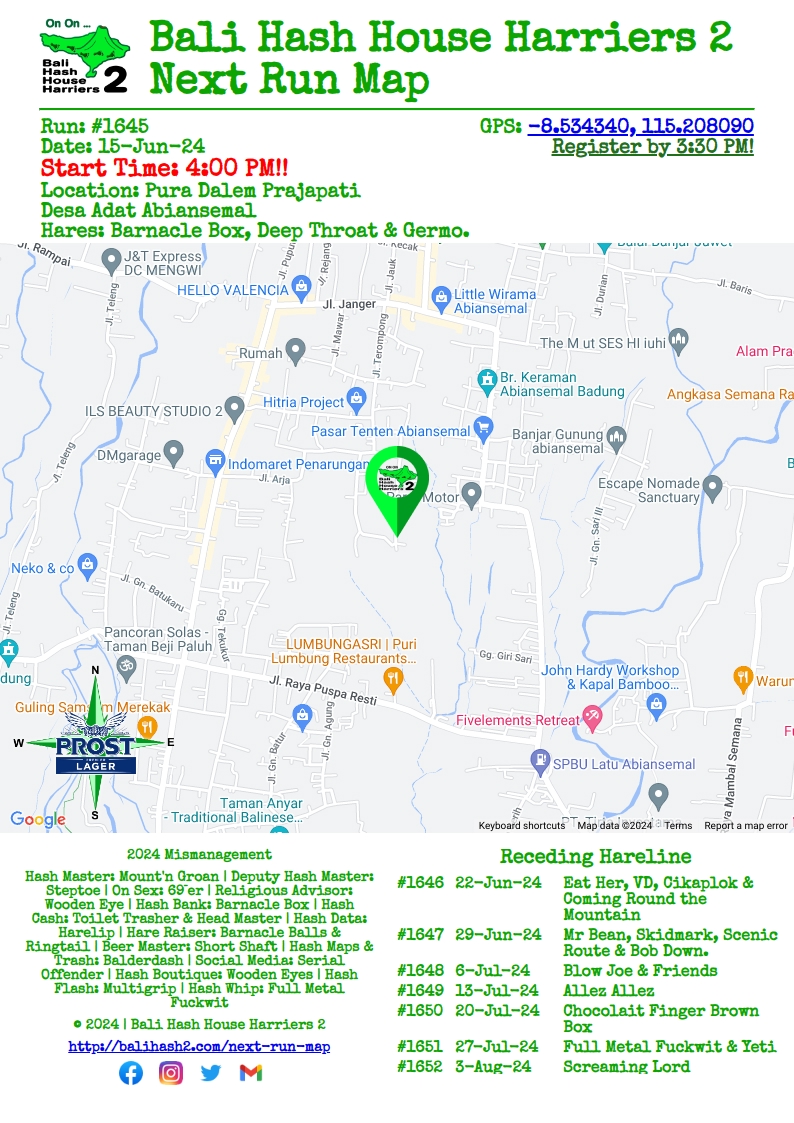 On On ...
Bali
Hash
House
Harriers 2
Bali Hash House Harriers 2
Next Run Map
Run: #1645
GPS: -8.534340, 115.208090
Date: 15-Jun-24
Register by 3:30 PM!
Start Time: 4:00 PM!!
Location: Pura Dalem Prajapati
Desa Adat Abiansemal
Hares: Barnacle Box, Deep Throat & Germo.
Jl. Rampai
J&T Express
DC MENGWI
Jl. Teleng
HELLO VALENCIA
Jl. Rejang
Jl. Jauk
Jl. Kecak
Jl. Janger
Little Wirama
Abiansemal
Jl. Durian
Jl. Baris
Rumah
Jl. Mawar
Jl. Terompong
The M ut SES HI iuhi
Alam Pra
Br. Keraman
Abiansemal Badung
Angkasa Semana Ra
ILS BEAUTY STUDIO 2
Hitria Project
Pasar Tenten Abiansemal
Banjar Gunung
abiansemal
DMgarage
Jl. Teleng
Indomaret Penarungan
Jl. Arja
ON ON
Bali
Hash
House
Harriers 2
Motor
Escape Nomade
Sanctuary
Jl. Gn. Sari III
Neko & co
Jl. Gn. Batukaru
Jl. Teleng
Gg. Tekukur
Pancoran Solas -
Taman Beji Paluh
LUMBUNGASRI | Puri
Lumbung Restaurants...
Gg. Giri Sari
dung
Jl. Raya Puspa Resti
John Hardy Workshop
& Kapal Bamboo...
Warun
Guling Samsam Merekak
Fivelements Retreat
N
W
E
S
PROST
LAGER
Jl. Gn. Batur
Jl. Gn. Agung
SPBU Latu Abiansemal
ya Mambal Semana
Taman Anyar
- Traditional Balinese...
Google
Keyboard shortcuts
Map data ©2024
Terms
Report a map error
2024 Mismanagement
Hash Master: Mount'n Groan | Deputy Hash Master:
Steptoe | On Sex: 69~er | Religious Advisor:
Wooden Eye | Hash Bank: Barnacle Box | Hash
Cash: Toilet Trasher & Head Master | Hash Data:
Harelip | Hare Raiser: Barnacle Balls &
Ringtail | Beer Master: Short Shaft | Hash Maps &
Trash: Balderdash | Social Media: Serial
Offender | Hash Boutique: Wooden Eyes | Hash
Flash: Multigrip | Hash Whip: Full Metal
Fuckwit
© 2024 | Bali Hash House Harriers 2
http://balihash2.com/next-run-map
Receding Hareline
#1646 22-Jun-24 Eat Her, VD, Cikaplok &
Coming Round the
Mountain
#1647 29-Jun-24 Mr Bean, Skidmark, Scenic
Route & Bob Down.
#1648 6-Jul-24 Blow Joe & Friends
#1649 13-Jul-24 Allez Allez
#1650 20-Jul-24 Chocolait Finger Brown
Box
#1651 27-Jul-24 Full Metal Fuckwit & Yeti
#1652 3-Aug-24 Screaming Lord